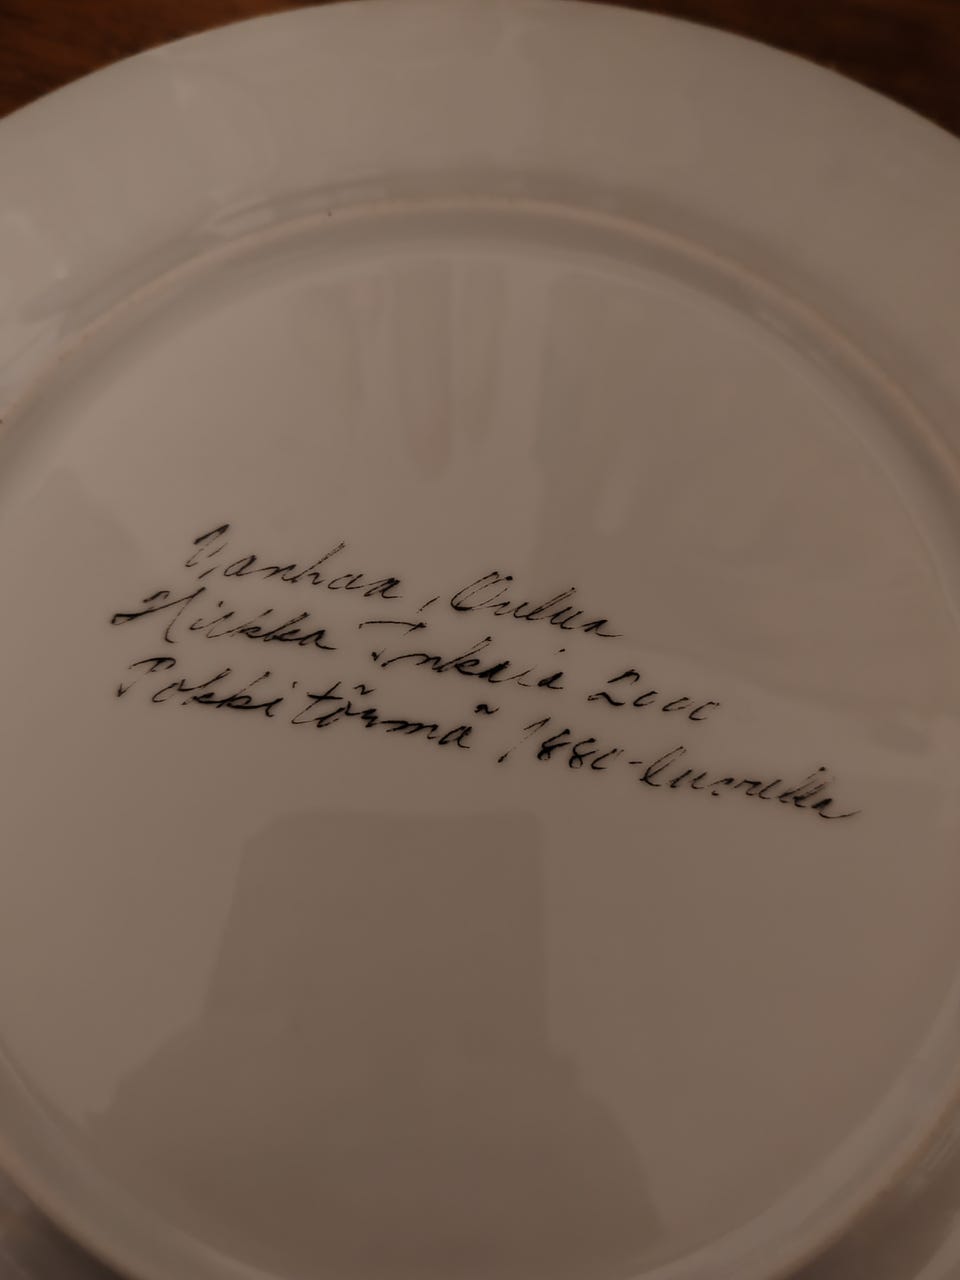 Vanhaa Oulua
Hilkka Inkala 2000
Pokkitörmä 1880-luvulla